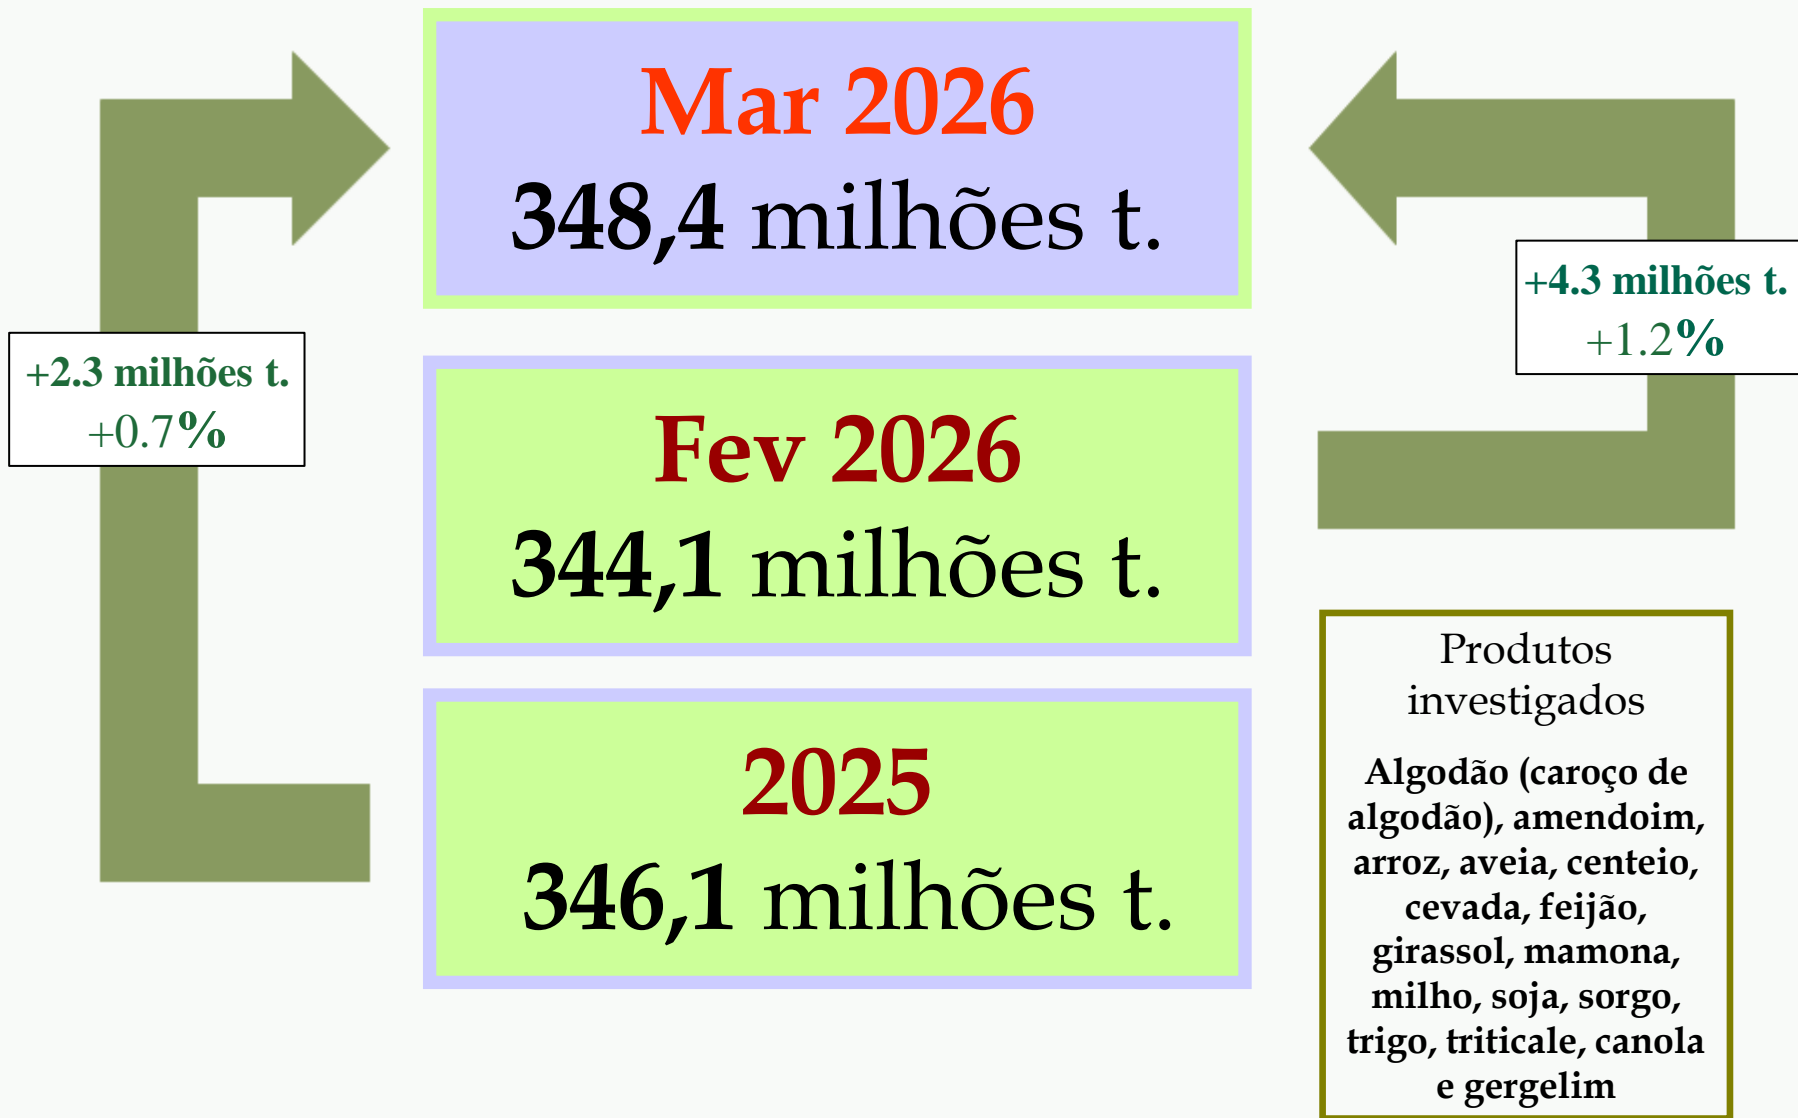 Mar 2026
348,4 milhões t.
+4.3 milhões t.
+1.2%
+2.3 milhões t.
+0.7%
Fev 2026
344,1 milhões t.
2025
346,1 milhões t.
Produtos
investigados
Algodão (caroço de
algodão), amendoim,
arroz, aveia, centeio,
cevada, feijão,
girassol, mamona,
milho, soja, sorgo,
trigo, triticale, canola
e gergelim